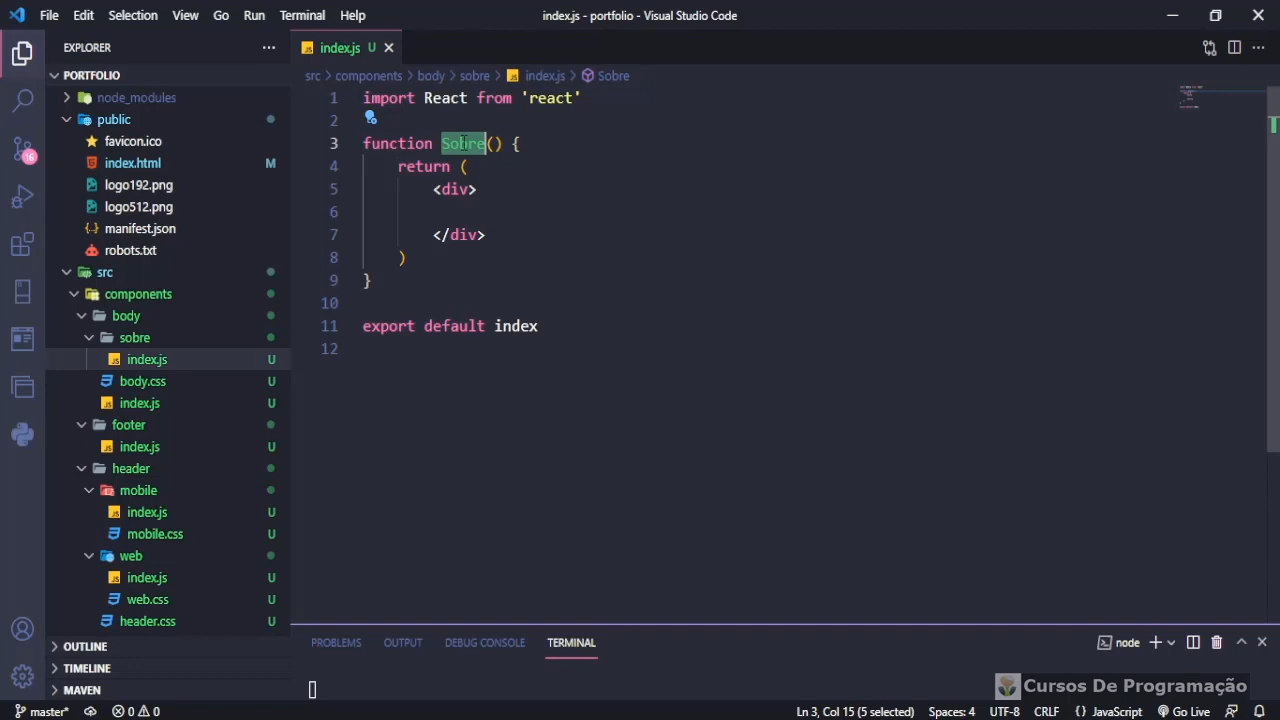 File Edit Selection View Go Run Terminal Help
index.js - portfolio - Visual Studio Code
EXPLORER
index.js U
PORTFOLIO
src > components > body > sobre > index.js > Sobre
node_modules
public
favicon.ico
index.html M
logo192.png
logo512.png
manifest.json
robots.txt
src
components
body
sobre
index.js U
body.css U
index.js U
footer
index.js U
header
mobile
index.js U
mobile.css U
web
index.js U
web.css U
header.css U
OUTLINE
TIMELINE
MAVEN
16
1 import React from 'react'
2
3 function Sobre() {
4 return (
5 <div>
6
7 </div>
8 )
9 }
10
11 export default index
12
PROBLEMS OUTPUT DEBUG CONSOLE TERMINAL
node
Cursos De Programação
master* 0 0
Ln 3, Col 15 (5 selected) Spaces: 4 UTF-8 CRLF {} JavaScript Go Live